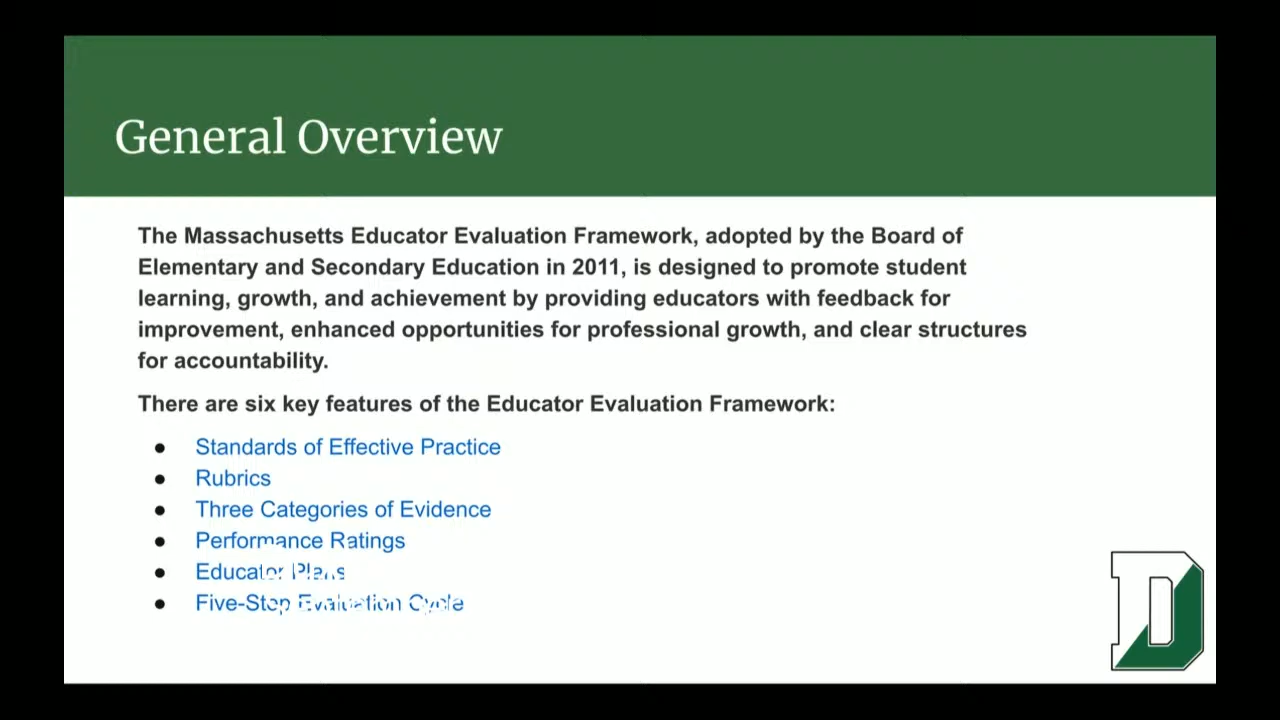 General Overview
The Massachusetts Educator Evaluation Framework, adopted by the Board of
Elementary and Secondary Education in 2011, is designed to promote student
learning, growth, and achievement by providing educators with feedback for
improvement, enhanced opportunities for professional growth, and clear structures
for accountability.
There are six key features of the Educator Evaluation Framework:
● Standards of Effective Practice
● Rubrics
● Three Categories of Evidence
● Performance Ratings
● Educator Plans
● Five-Step Evaluation Cycle
D